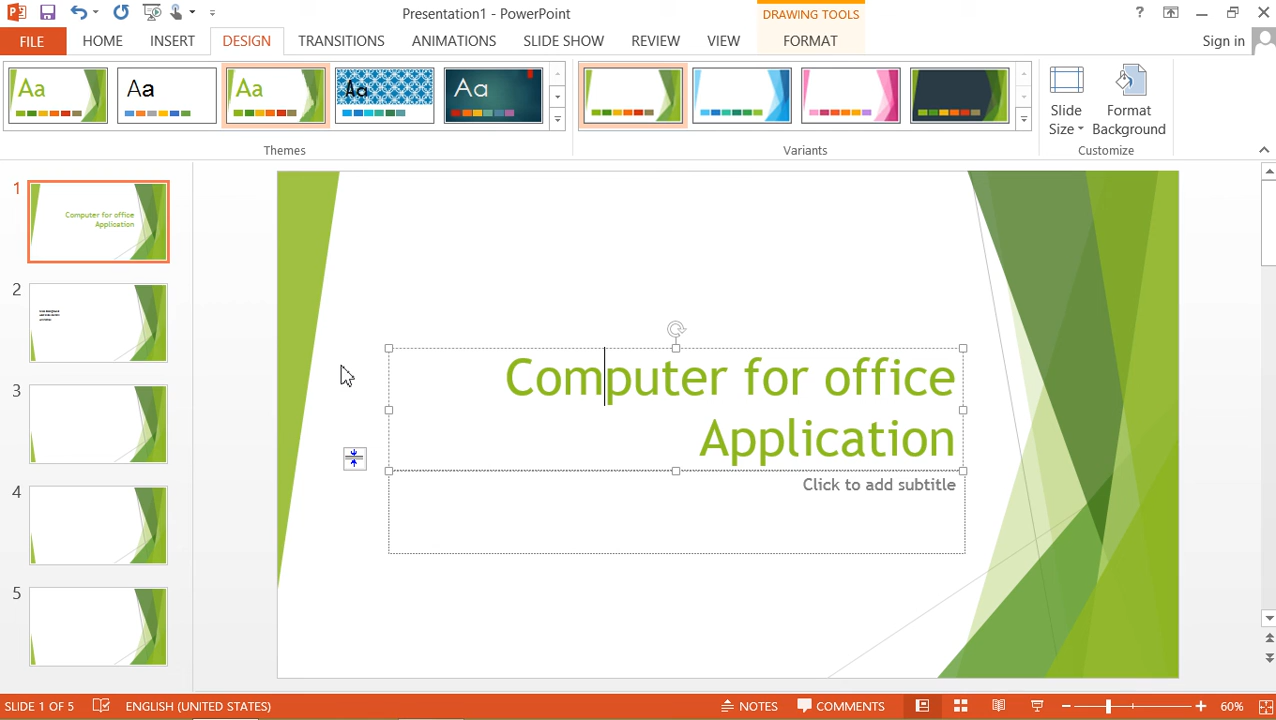 Presentation1 - PowerPoint
DRAWING TOOLS
?
FILE
HOME
INSERT
DESIGN
TRANSITIONS
ANIMATIONS
SLIDE SHOW
REVIEW
VIEW
FORMAT
Sign in
Aa
Aa
Aa
Aa
Aa
Slide
Size
Format
Background
Themes
Variants
Customize
1
Computer for office
Application
2
3
4
5
Computer for office
Application
Click to add subtitle
SLIDE 1 OF 5
ENGLISH (UNITED STATES)
NOTES
COMMENTS
60%